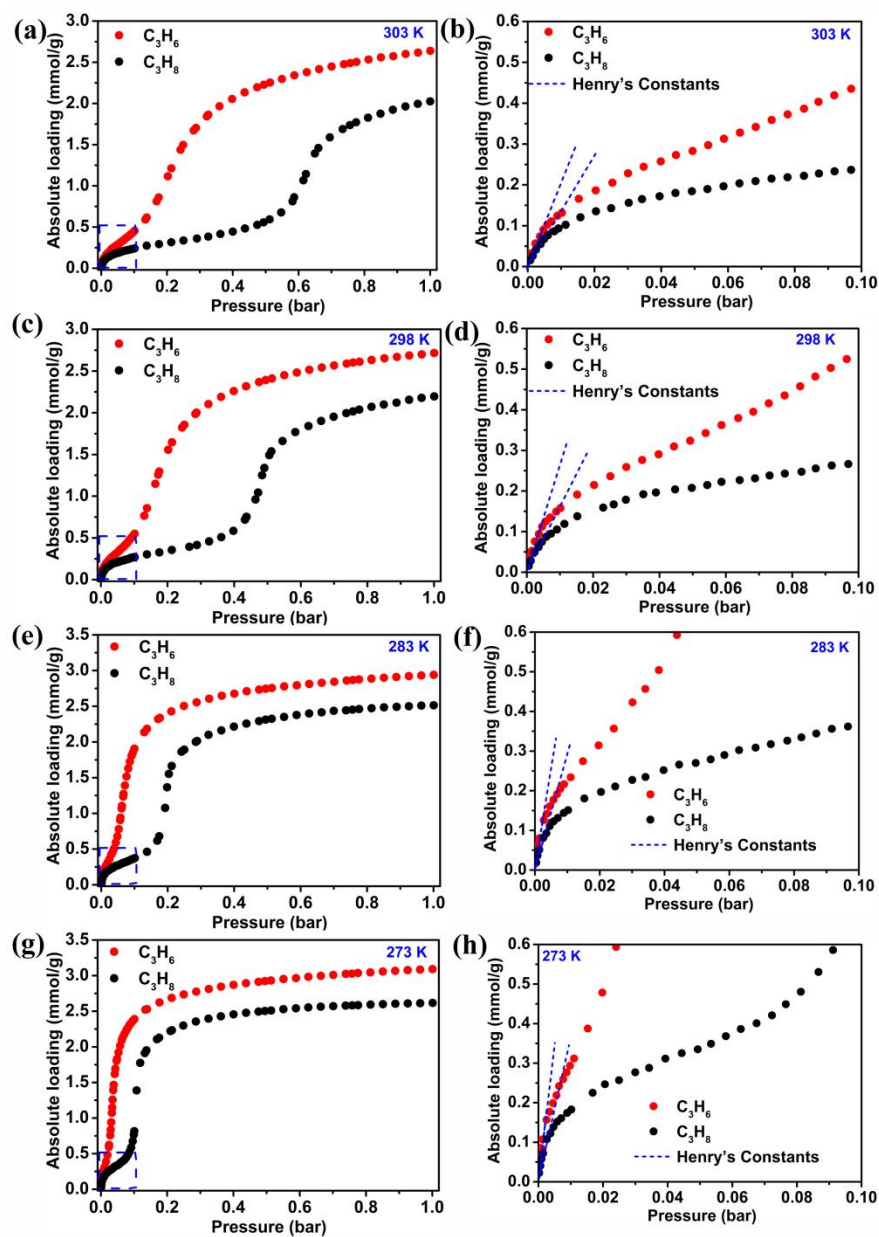 (a)
Absolute loading (mmol/g)
3.0
2.5
2.0
1.5
1.0
0.5
0.0
C₃H₆
C₃H₈
303 K
0.0 0.2 0.4 0.6 0.8 1.0
Pressure (bar)
(b)
Absolute loading (mmol/g)
0.6
0.5
0.4
0.3
0.2
0.1
0.0
C₃H₆
C₃H₈
Henry's Constants
303 K
0.00 0.02 0.04 0.06 0.08 0.10
Pressure (bar)
(c)
Absolute loading (mmol/g)
3.0
2.5
2.0
1.5
1.0
0.5
0.0
C₃H₆
C₃H₈
298 K
0.0 0.2 0.4 0.6 0.8 1.0
Pressure (bar)
(d)
Absolute loading (mmol/g)
0.6
0.5
0.4
0.3
0.2
0.1
0.0
C₃H₆
C₃H₈
Henry's Constants
298 K
0.00 0.02 0.04 0.06 0.08 0.10
Pressure (bar)
(e)
Absolute loading (mmol/g)
3.5
3.0
2.5
2.0
1.5
1.0
0.5
0.0
C₃H₆
C₃H₈
283 K
0.0 0.2 0.4 0.6 0.8 1.0
Pressure (bar)
(f)
Absolute loading (mmol/g)
0.6
0.5
0.4
0.3
0.2
0.1
0.0
283 K
C₃H₆
C₃H₈
Henry's Constants
0.00 0.02 0.04 0.06 0.08 0.10
Pressure (bar)
(g)
Absolute loading (mmol/g)
3.5
3.0
2.5
2.0
1.5
1.0
0.5
0.0
C₃H₆
C₃H₈
273 K
0.0 0.2 0.4 0.6 0.8 1.0
Pressure (bar)
(h)
Absolute loading (mmol/g)
0.6
0.5
0.4
0.3
0.2
0.1
0.0
273 K
C₃H₆
C₃H₈
Henry's Constants
0.00 0.02 0.04 0.06 0.08 0.10
Pressure (bar)